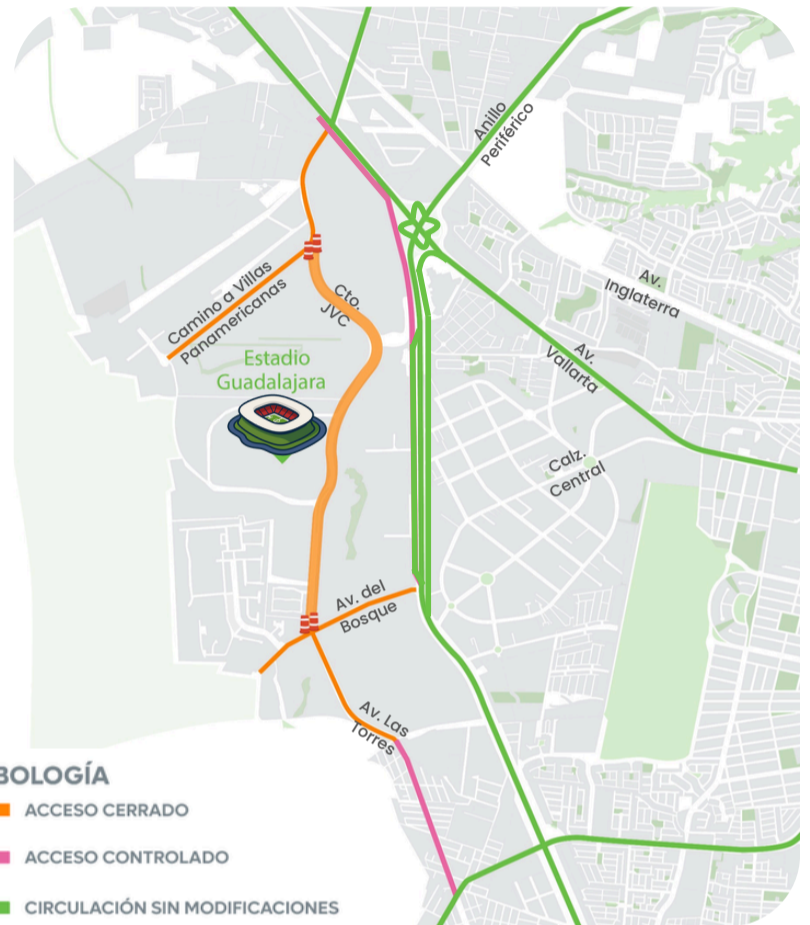 Anillo
Periférico
Av.
Inglaterra
Camino a Villas
Panamericanas
Cto.
JVC
Av.
Vallarta
Estadio
Guadalajara
Calz.
Central
Av. del
Bosque
Av. Las
Torres
BOLOGÍA
ACCESO CERRADO
ACCESO CONTROLADO
CIRCULACIÓN SIN MODIFICACIONES